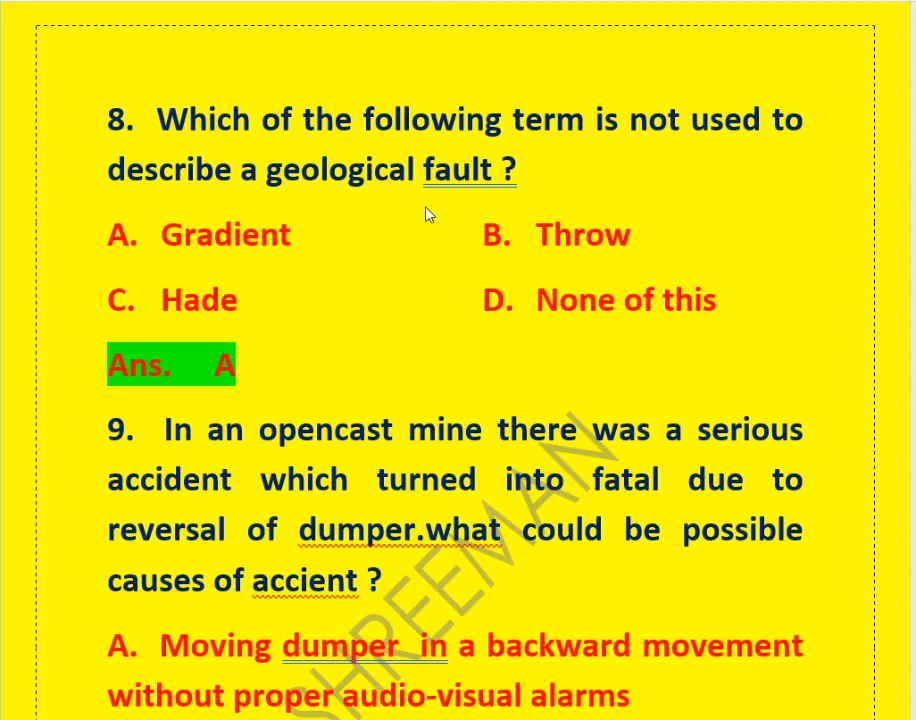 8. Which of the following term is not used to
describe a geological fault ?
A. Gradient B. Throw
C. Hade D. None of this
Ans. A
9. In an opencast mine there was a serious
accident which turned into fatal due to
reversal of dumper.what could be possible
causes of accient ?
A. Moving dumper in a backward movement
without proper audio-visual alarms
SHREEMAN